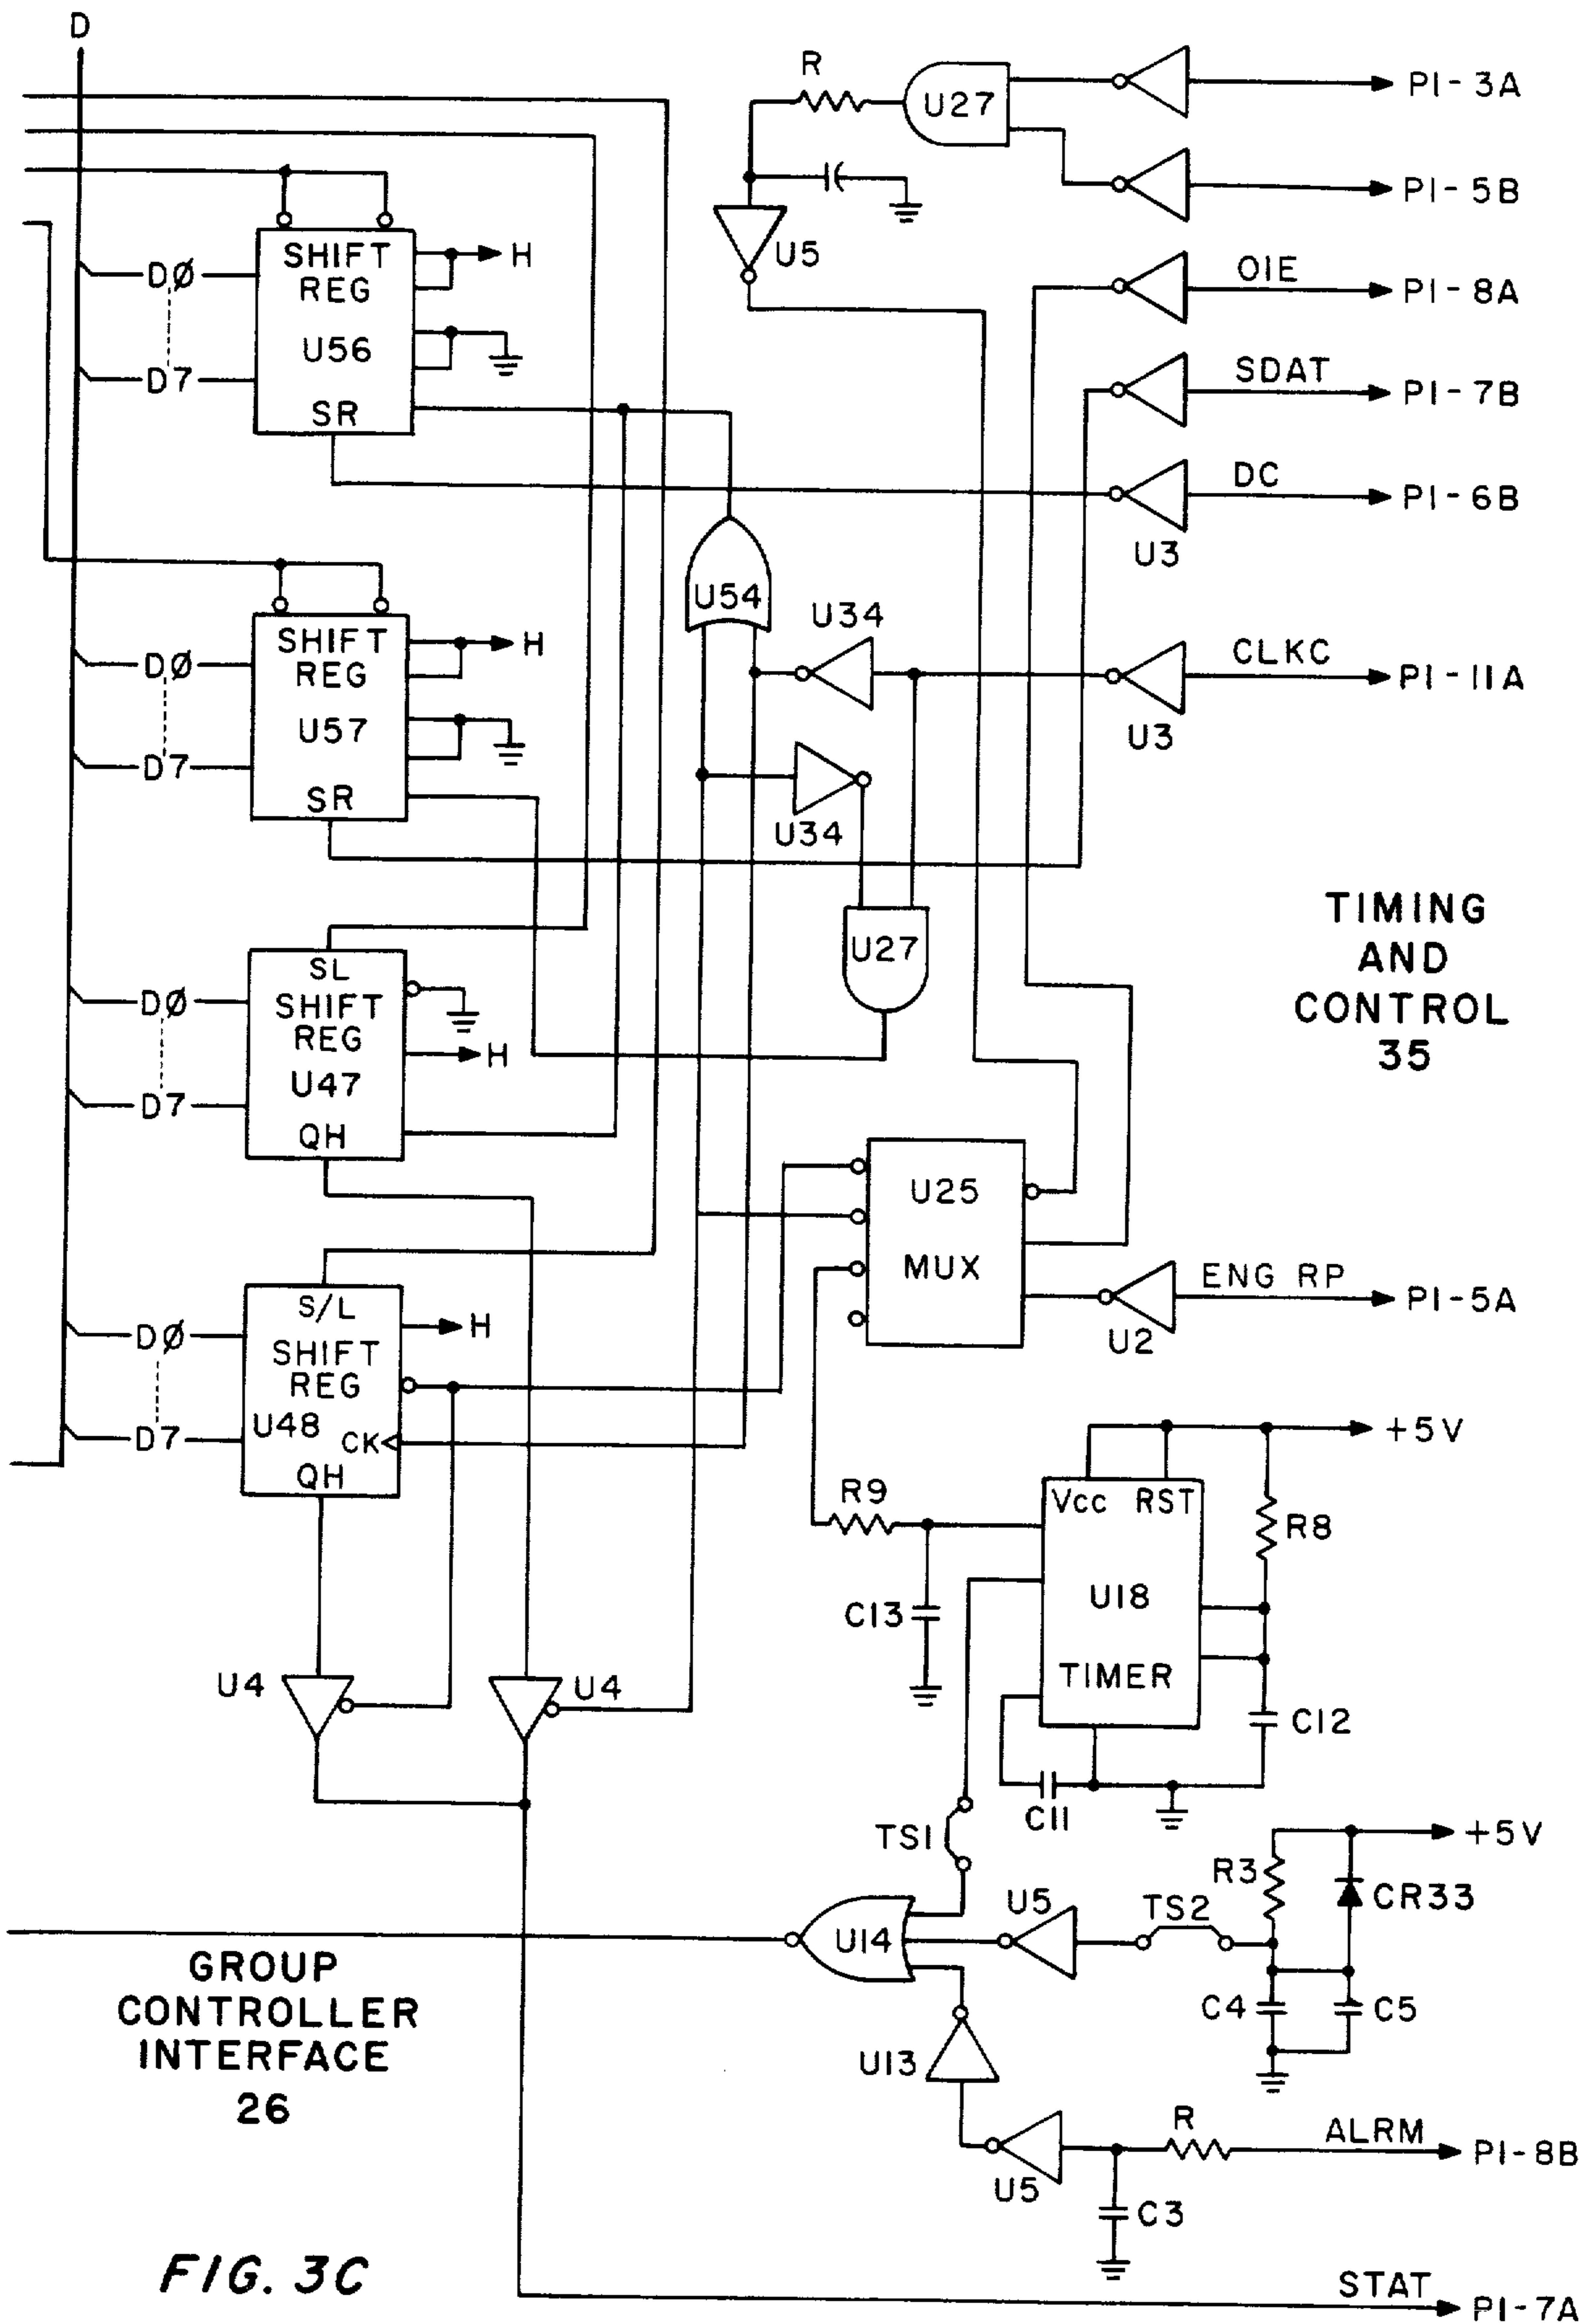 D
R
U27
PI-3A
PI-5B
U5
SHIFT
REG
U56
SR
DØ
D7
H
OIE
PI-8A
SDAT
PI-7B
DC
PI-6B
U3
U54
U34
CLKC
PI-11A
U3
SHIFT
REG
U57
SR
DØ
D7
H
U34
U27
TIMING
AND
CONTROL
35
SL
SHIFT
REG
U47
QH
DØ
D7
H
U25
MUX
ENG RP
PI-5A
U2
S/L
SHIFT
REG
U48
CK
QH
DØ
D7
H
+5V
R9
Vcc RST
R8
U18
C13
TIMER
U4
U4
C12
C11
TS1
+5V
R3
CR33
U5
TS2
U14
C4
C5
GROUP
CONTROLLER
INTERFACE
26
U13
R
ALRM
PI-8B
U5
C3
FIG. 3C
STAT
PI-7A